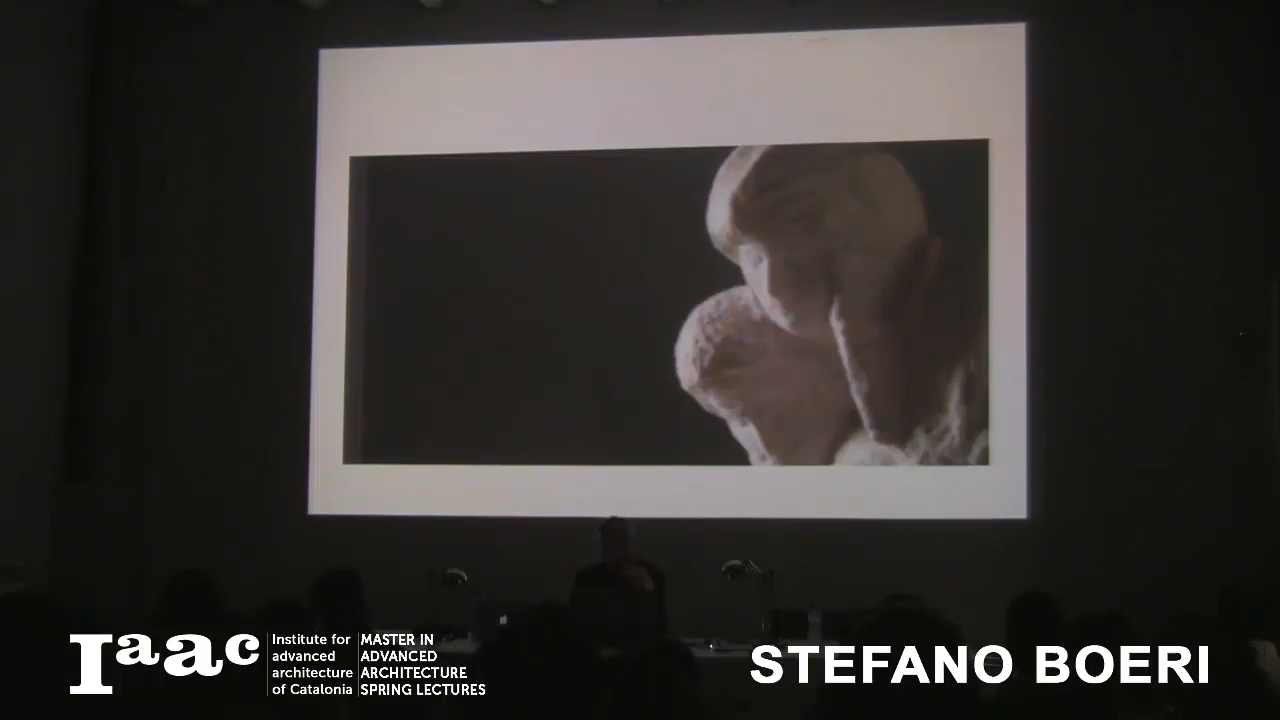 Iaac
Institute for
advanced
architecture
of Catalonia
MASTER IN
ADVANCED
ARCHITECTURE
SPRING LECTURES
STEFANO BOERI